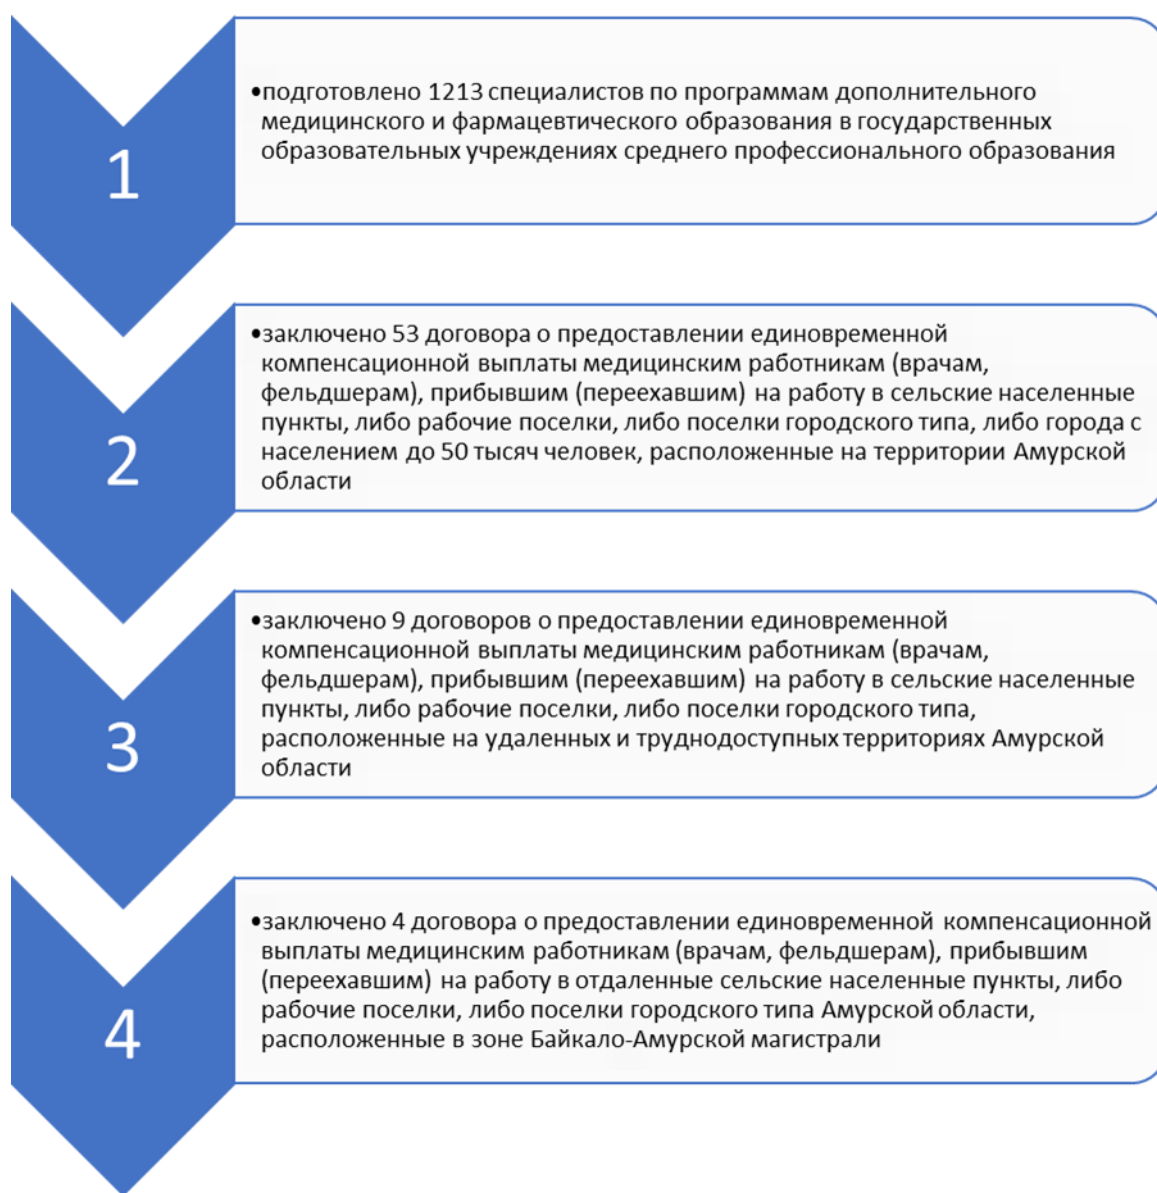 1
•подготовлено 1213 специалистов по программам дополнительного
медицинского и фармацевтического образования в государственных
образовательных учреждениях среднего профессионального образования
2
•заключено 53 договора о предоставлении единовременной
компенсационной выплаты медицинским работникам (врачам,
фельдшерам), прибывшим (переехавшим) на работу в сельские населенные
пункты, либо рабочие поселки, либо поселки городского типа, либо города с
населением до 50 тысяч человек, расположенные на территории Амурской
области
3
•заключено 9 договоров о предоставлении единовременной
компенсационной выплаты медицинским работникам (врачам,
фельдшерам), прибывшим (переехавшим) на работу в сельские населенные
пункты, либо рабочие поселки, либо поселки городского типа,
расположенные на удаленных и труднодоступных территориях Амурской
области
4
•заключено 4 договора о предоставлении единовременной компенсационной
выплаты медицинским работникам (врачам, фельдшерам), прибывшим
(переехавшим) на работу в отдаленные сельские населенные пункты, либо
рабочие поселки, либо поселки городского типа Амурской области,
расположенные в зоне Байкало-Амурской магистрали